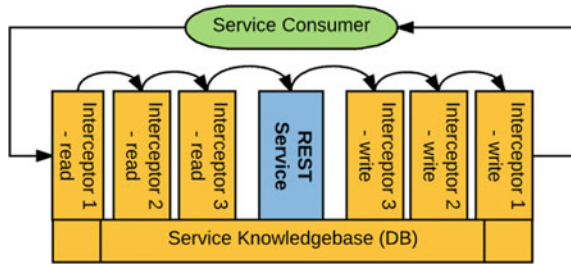 Service Consumer
Interceptor 1
- read
Interceptor 2
- read
Interceptor 3
- read
REST
Service
Interceptor 3
- write
Interceptor 2
- write
Interceptor 1
- write
Service Knowledgebase (DB)